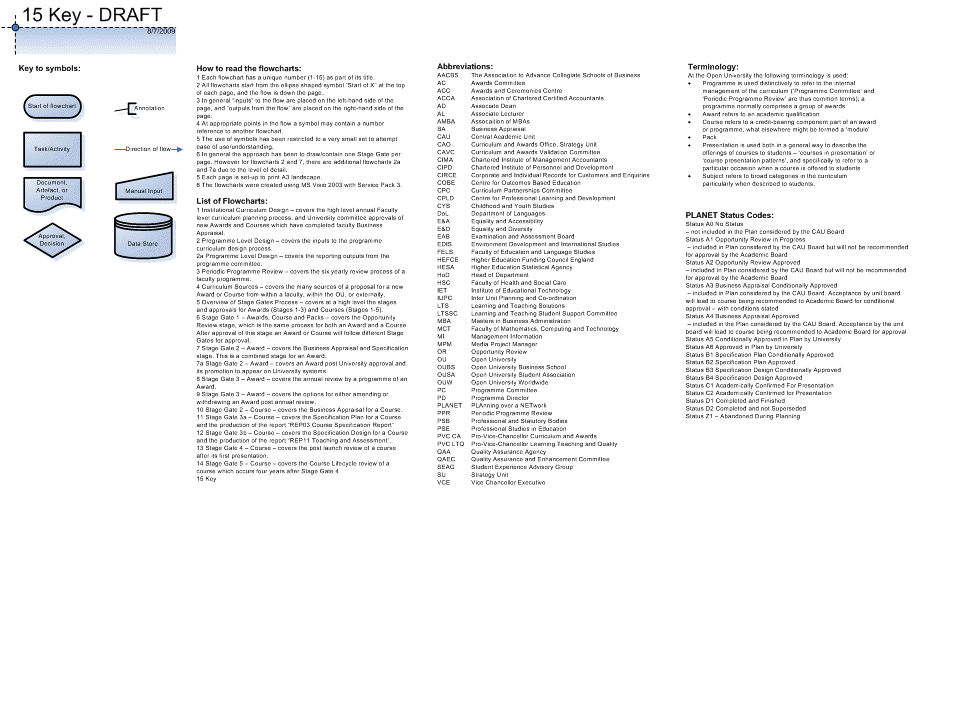 15 Key - DRAFT
8/7/2009
Key to symbols:
Start of flowchart
Annotation
Task/Activity
Direction of flow
Document,
Artefact, or
Product
Manual Input
Approval,
Decision
Data Store
How to read the flowcharts:
1 Each flowchart has a unique number (1-15) as part of its title.
2 All flowcharts start from the ellipse shaped symbol 'Start of X' at the top
of each page, and the flow is down the page.
3 In general "inputs" to the flow are placed on the left-hand side of the
page, and "outputs from the flow" are placed on the right-hand side of the
page.
4 At appropriate points in the flow a symbol may contain a number
reference to another flowchart.
5 The use of symbols has been restricted to a very small set to attempt
ease of use/understanding.
6 In general the approach has been to draw/contain one Stage Gate per
page. However for flowcharts 2 and 7, there are additional flowcharts 2a
and 7a due to the level of detail.
5 Each page is set-up to print A3 landscape.
6 The flowcharts were created using MS Visio 2003 with Service Pack 3.
List of Flowcharts:
1 Institutional Curriculum Design – covers the high level annual Faculty
level curriculum planning process, and University committee approvals of
new Awards and Courses which have completed faculty Business
Appraisal.
2 Programme Level Design – covers the inputs to the programme
curriculum design process.
2a Programme Level Design – covers the reporting outputs from the
programme committee.
3 Periodic Programme Review – covers the six yearly review process of a
faculty programme.
4 Curriculum Sources – covers the many sources of a proposal for a new
Award or Course from within a faculty, within the OU, or externally.
5 Overview of Stage Gates Process – covers at a high level the stages
and approvals for Awards (Stages 1-3) and Courses (Stages 1-5).
6 Stage Gate 1 – Awards, Course and Packs – covers the Opportunity
Review stage, which is the same process for both an Award and a Course.
After approval of this stage an Award or Course will follow different Stage
Gates for approval.
7 Stage Gate 2 – Award – covers the Business Appraisal and Specification
stage. This is a combined stage for an Award.
7a Stage Gate 2 – Award – covers an Award post University approval and
its promotion to appear on University systems
8 Stage Gate 3 – Award – covers the annual review by a programme of an
Award.
9 Stage Gate 3 – Award – covers the options for either amending or
withdrawing an Award post annual review.
10 Stage Gate 2 – Course – covers the Business Appraisal for a Course.
11 Stage Gate 3a – Course – covers the Specification Plan for a Course
and the production of the report 'REP03 Course Specification Report'
12 Stage Gate 3b – Course – covers the Specification Design for a Course
and the production of the report 'REP11 Teaching and Assessment'.
13 Stage Gate 4 – Course – covers the post launch review of a course
after its first presentation.
14 Stage Gate 5 – Course – covers the Course Lifecycle review of a
course which occurs four years after Stage Gate 4
15 Key
Abbreviations:
AACBS The Association to Advance Collegiate Schools of Business
AC Awards Committee
ACC Awards and Ceremonies Centre
ACCA Association of Chartered Certified Accountants
AD Associate Dean
AL Associate Lecturer
AMBA Association of MBAs
BA Business Appraisal
CAU Central Academic Unit
CAO Curriculum and Awards Office, Strategy Unit
CAVC Curriculum and Awards Validation Committee
CIMA Chartered Institute of Management Accountants
CIPD Chartered Institute of Personnel and Development
CIRCE Corporate and Individual Records for Customers and Enquiries
COBE Centre for Outcomes Based Education
CPC Curriculum Partnerships Committee
CPLD Centre for Professional Learning and Development
CYS Childhood and Youth Studies
DoL Department of Languages
E&A Equality and Accessibility
E&D Equality and Diversity
EAB Examination and Assessment Board
EDIS Environment Development and International Studies
FELS Faculty of Education and Language Studies
HEFCE Higher Education Funding Council England
HESA Higher Education Statistical Agency
HoD Head of Department
HSC Faculty of Health and Social Care
IET Institute of Educational Technology
IUPC Inter Unit Planning and Co-ordination
LTS Learning and Teaching Solutions
LTSSC Learning and Teaching Student Support Committee
MBA Masters in Business Administration
MCT Faculty of Mathematics, Computing and Technology
MI Management Information
MPM Media Project Manager
OR Opportunity Review
OU Open University
OUBS Open University Business School
OUSA Open University Student Association
OUW Open University Worldwide
PC Programme Committee
PD Programme Director
PLANET PLAnning over a NETwork
PPR Periodic Programme Review
PSB Professional and Statutory Bodies
PSE Professional Studies in Education
PVC CA Pro-Vice-Chancellor Curriculum and Awards
PVC LTQ Pro-Vice-Chancellor Learning Teaching and Quality
QAA Quality Assurance Agency
QAEC Quality Assurance and Enhancement Committee
SEAG Student Experience Advisory Group
SU Strategy Unit
VCE Vice Chancellor Executive
Terminology:
At the Open University the following terminology is used:
• Programme is used distinctively to refer to the internal
management of the curriculum ('Programme Committee' and
'Periodic Programme Review' are thus common terms); a
programme normally comprises a group of awards
• Award refers to an academic qualification
• Course refers to a credit-bearing component part of an award
or programme, what elsewhere might be termed a 'module'
• Pack
• Presentation is used both in a general way to describe the
offerings of courses to students – 'courses in presentation' or
'course presentation patterns', and specifically to refer to a
particular occasion when a course is offered to students
• Subject refers to broad categories in the curriculum
particularly when described to students.
PLANET Status Codes:
Status A0 No Status
– not included in the Plan considered by the CAU Board
Status A1 Opportunity Review in Progress
– included in Plan considered by the CAU Board but will not be recommended
for approval by the Academic Board
Status A2 Opportunity Review Approved
– included in Plan considered by the CAU Board but will not be recommended
for approval by the Academic Board
Status A3 Business Appraisal Conditionally Approved
– included in Plan considered by the CAU Board. Acceptance by unit board
will lead to course being recommended to Academic Board for conditional
approval – with conditions stated
Status A4 Business Appraisal Approved
– included in the Plan considered by the CAU Board. Acceptance by the unit
board will lead to course being recommended to Academic Board for approval
Status A5 Conditionally Approved in Plan by University
Status A6 Approved in Plan by University
Status B1 Specification Plan Conditionally Approved
Status B2 Specification Plan Approved
Status B3 Specification Design Conditionally Approved
Status B4 Specification Design Approved
Status C1 Academically Confirmed For Presentation
Status C2 Academically Confirmed for Presentation
Status D1 Completed and Finished
Status D2 Completed and not Superseded
Status Z1 – Abandoned During Planning